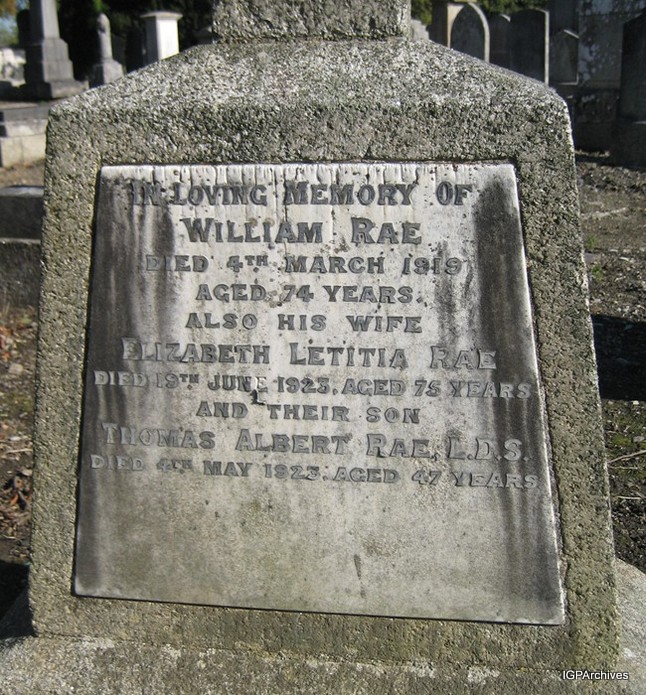 IN LOVING MEMORY OF
WILLIAM RAE
DIED 4TH MARCH 1919
AGED 74 YEARS.
ALSO HIS WIFE
ELIZABETH LETITIA RAE
DIED 19TH JUNE 1923, AGED 75 YEARS
AND THEIR SON
THOMAS ALBERT RAE, L.D.S.
DIED 4TH MAY 1923, AGED 47 YEARS.
IGPArchives